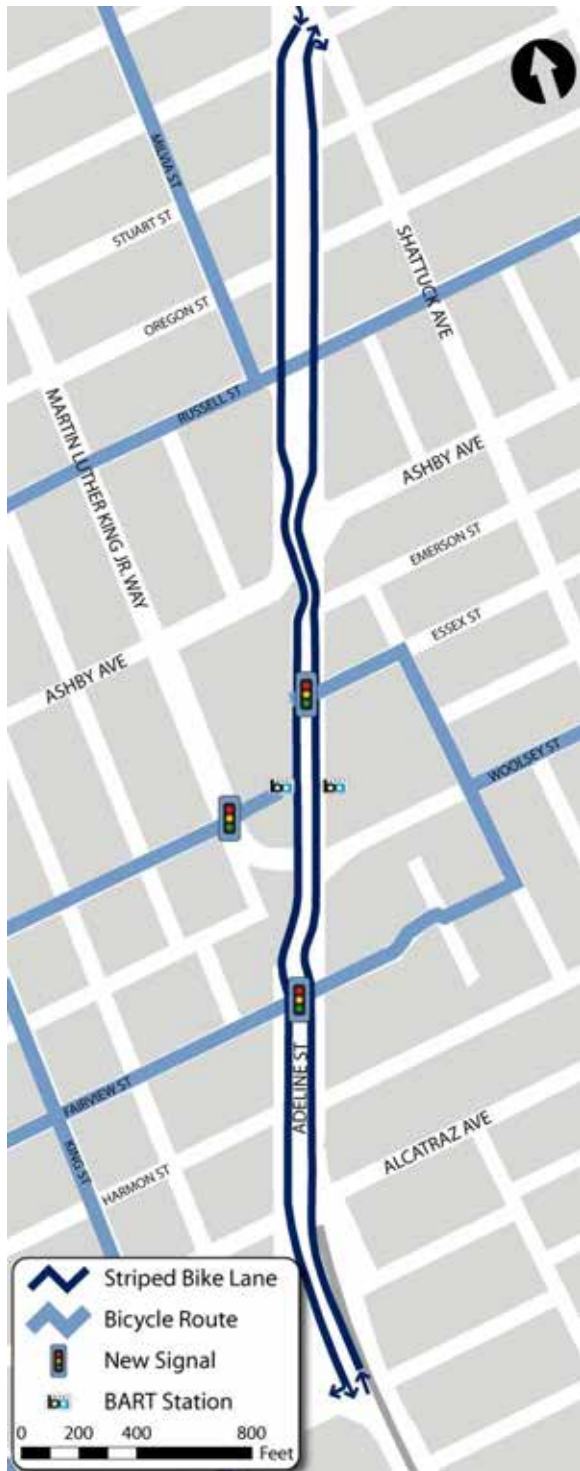 MILVIA ST
STUART ST
SHATTUCK AVE
OREGON ST
MARTIN LUTHER KING JR. WAY
RUSSELL ST
ASHBY AVE
EMERSON ST
ESSEX ST
ASHBY AVE
WOOLSEY ST
ADELINE ST
FAIRVIEW ST
KING ST
HARMON ST
ALCATRAZ AVE
Striped Bike Lane
Bicycle Route
New Signal
BART Station
0 200 400 800
Feet